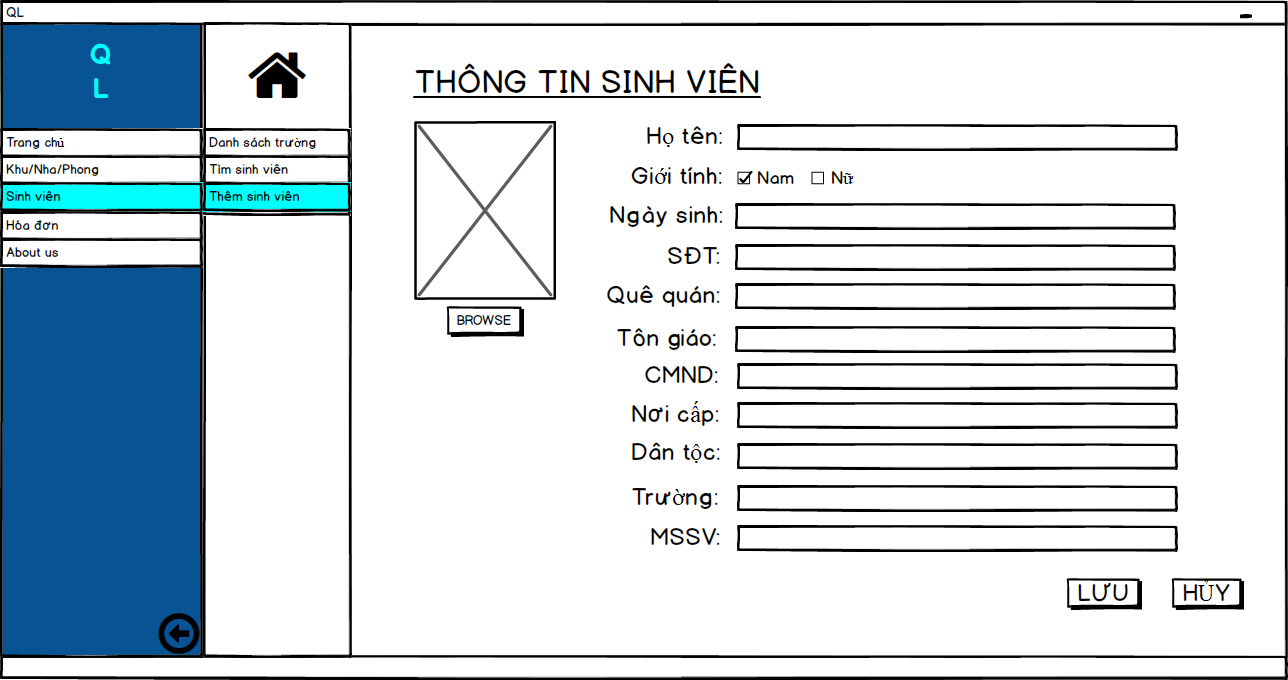 QL
Q
L
Trang chủ
Khu/Nha/Phong
Sinh viên
Hóa đơn
About us
Danh sách trường
Tìm sinh viên
Thêm sinh viên
THÔNG TIN SINH VIÊN
BROWSE
Họ tên:
Giới tính: Nam Nữ
Ngày sinh:
SĐT:
Quê quán:
Tôn giáo:
CMND:
Nơi cấp:
Dân tộc:
Trường:
MSSV:
LƯU HỦY